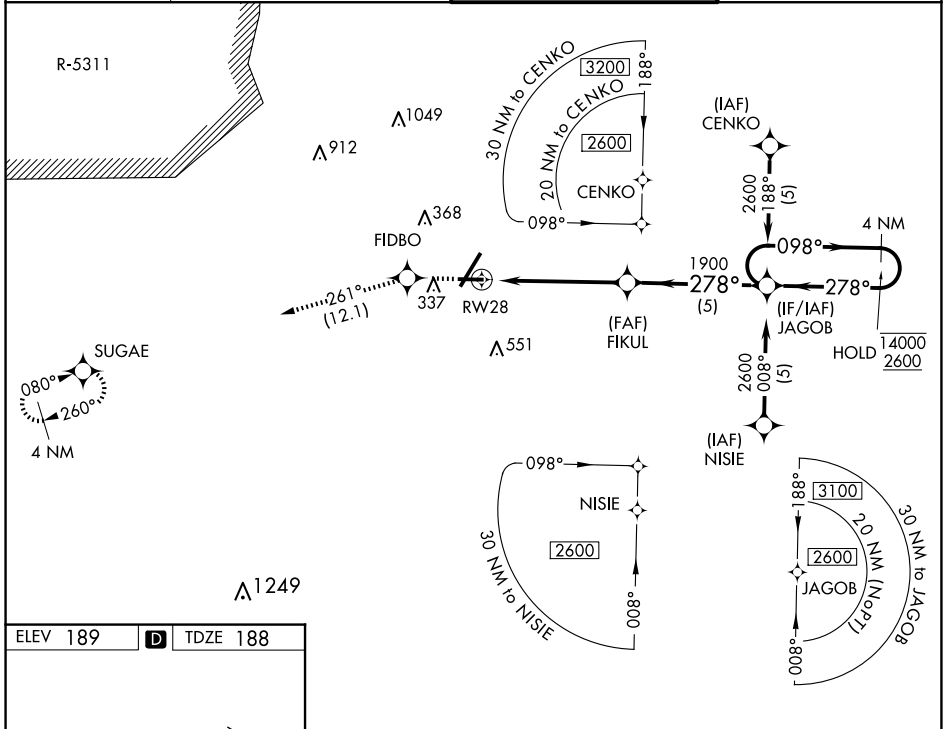 R-5311
1049
912
368
FIDBO
337
RW28
551
261°
(12.1)
SUGAE
080°
260°
4 NM
1249
30 NM to CENKO
3200
188°
20 NM to CENKO
2600
CENKO
098°
(IAF)
CENKO
2600
188°
(5)
4 NM
098°
1900
278°
(5)
278°
(FAF)
FIKUL
(IF/IAF)
JAGOB
HOLD
14000
2600
2600
008°
(5)
(IAF)
NISIE
098°
NISIE
2600
30 NM to NISIE
008°
188°
3100
20 NM (NoPT)
2600
JAGOB
30 NM to JAGOB
008°
ELEV 189 D TDZE 188